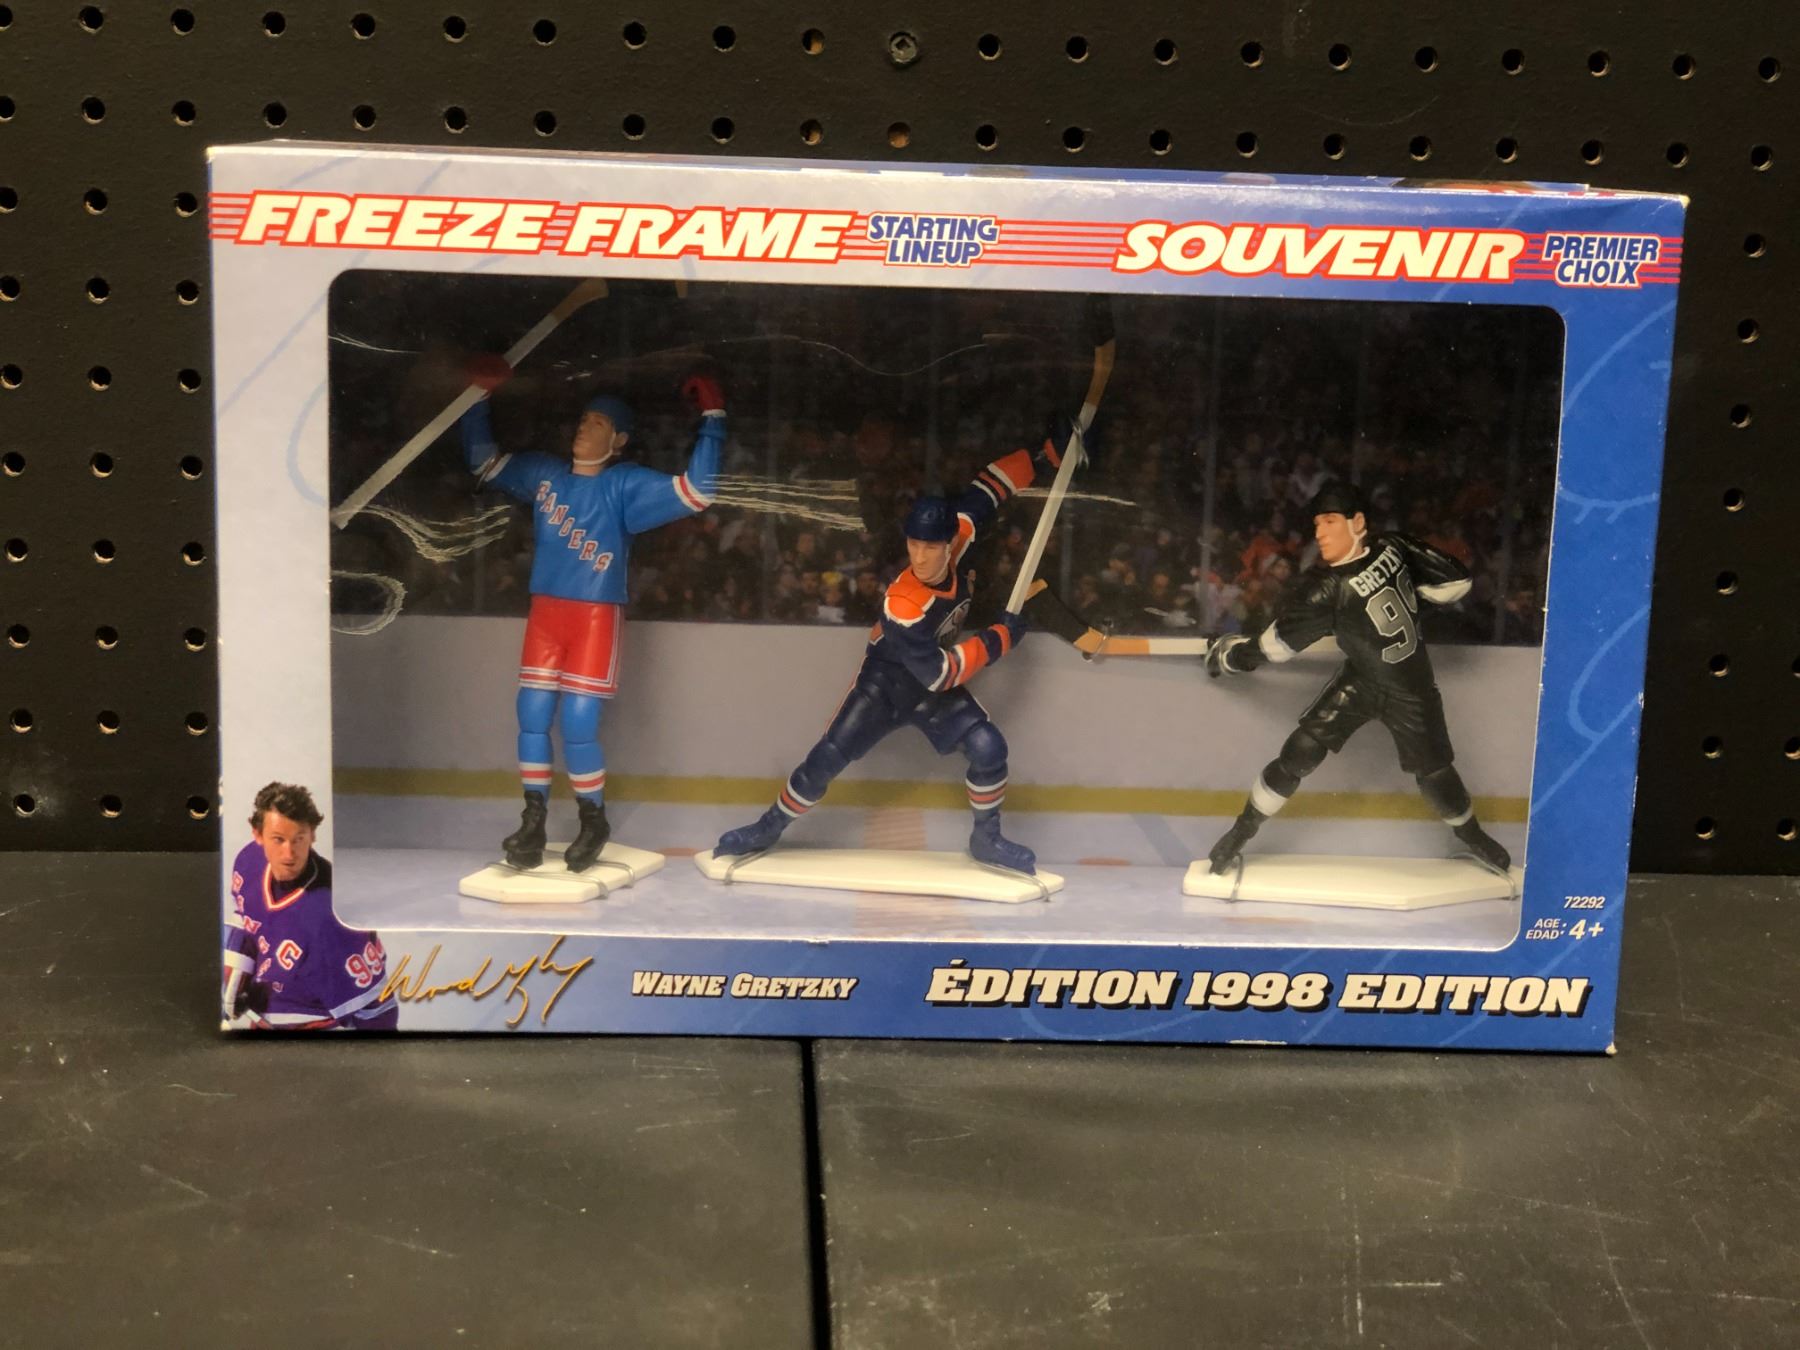 FREEZE FRAME STARTING LINEUP SOUVENIR PREMIER CHOIX
RANGERS
GRETZKY
99
C
99
72292
AGE: 4+
EDAD:
Wayne Gretzky
ÉDITION 1998 EDITION